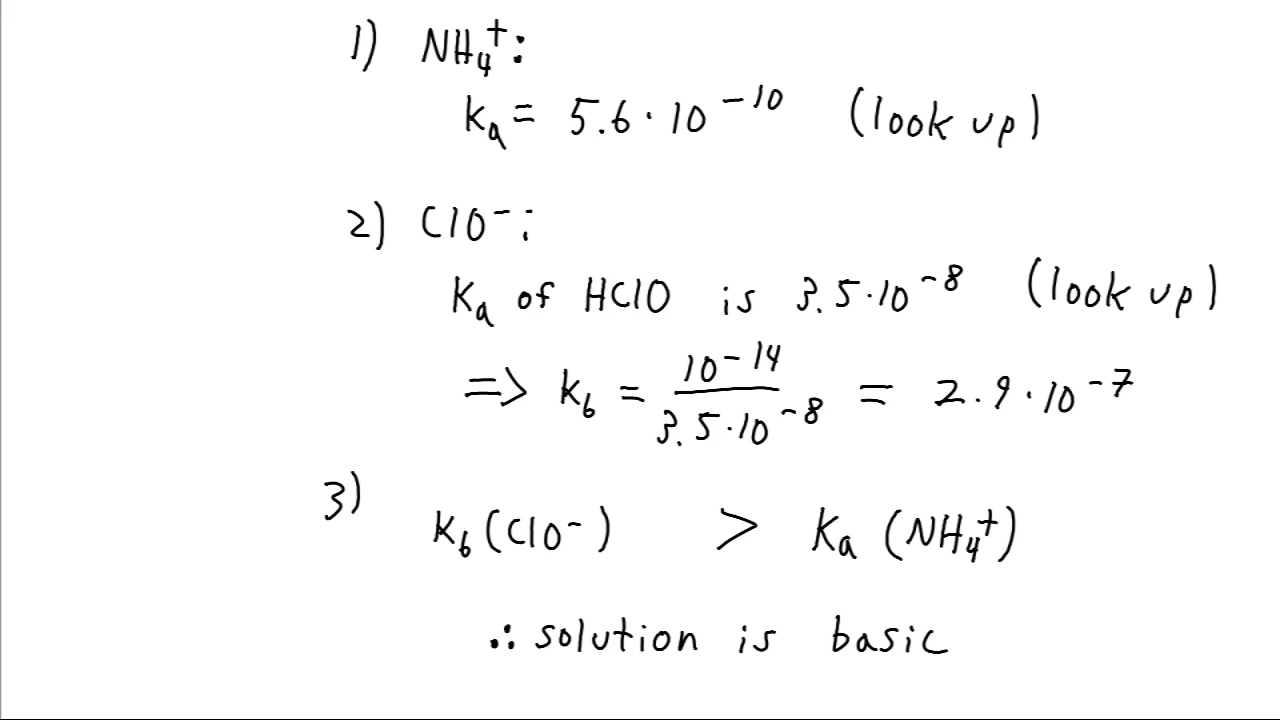 1) NH₄⁺:
Ka = 5.6 · 10⁻¹⁰ (look up)
2) ClO⁻:
Ka of HClO is 3.5 · 10⁻⁸ (look up)
=> Kb = 10⁻¹⁴ / 3.5 · 10⁻⁸ = 2.9 · 10⁻⁷
3) Kb (ClO⁻) > Ka (NH₄⁺)
∴ solution is basic